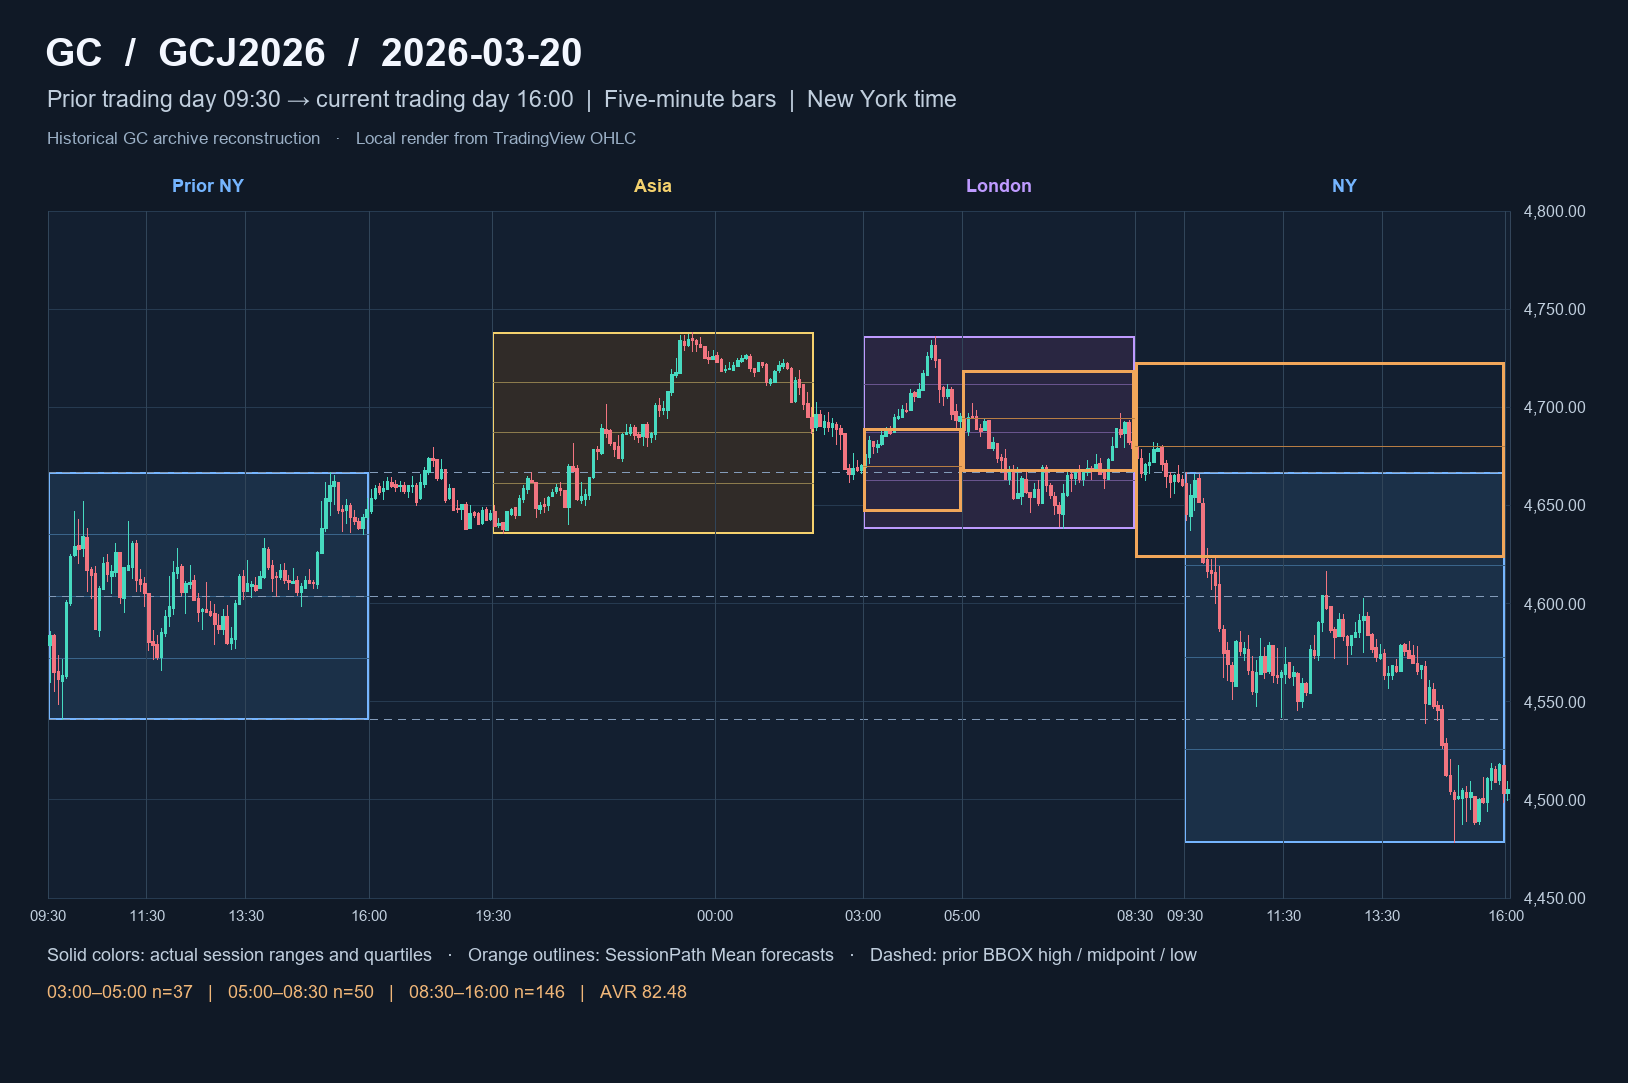 GC / GCJ2026 / 2026-03-20
Prior trading day 09:30 → current trading day 16:00 | Five-minute bars | New York time
Historical GC archive reconstruction · Local render from TradingView OHLC
Prior NY Asia London NY
4,800.00
4,750.00
4,700.00
4,650.00
4,600.00
4,550.00
4,500.00
4,450.00
09:30 11:30 13:30 16:00 19:30 00:00 03:00 05:00 08:30 09:30 11:30 13:30 16:00
Solid colors: actual session ranges and quartiles · Orange outlines: SessionPath Mean forecasts · Dashed: prior BBOX high / midpoint / low
03:00–05:00 n=37 | 05:00–08:30 n=50 | 08:30–16:00 n=146 | AVR 82.48